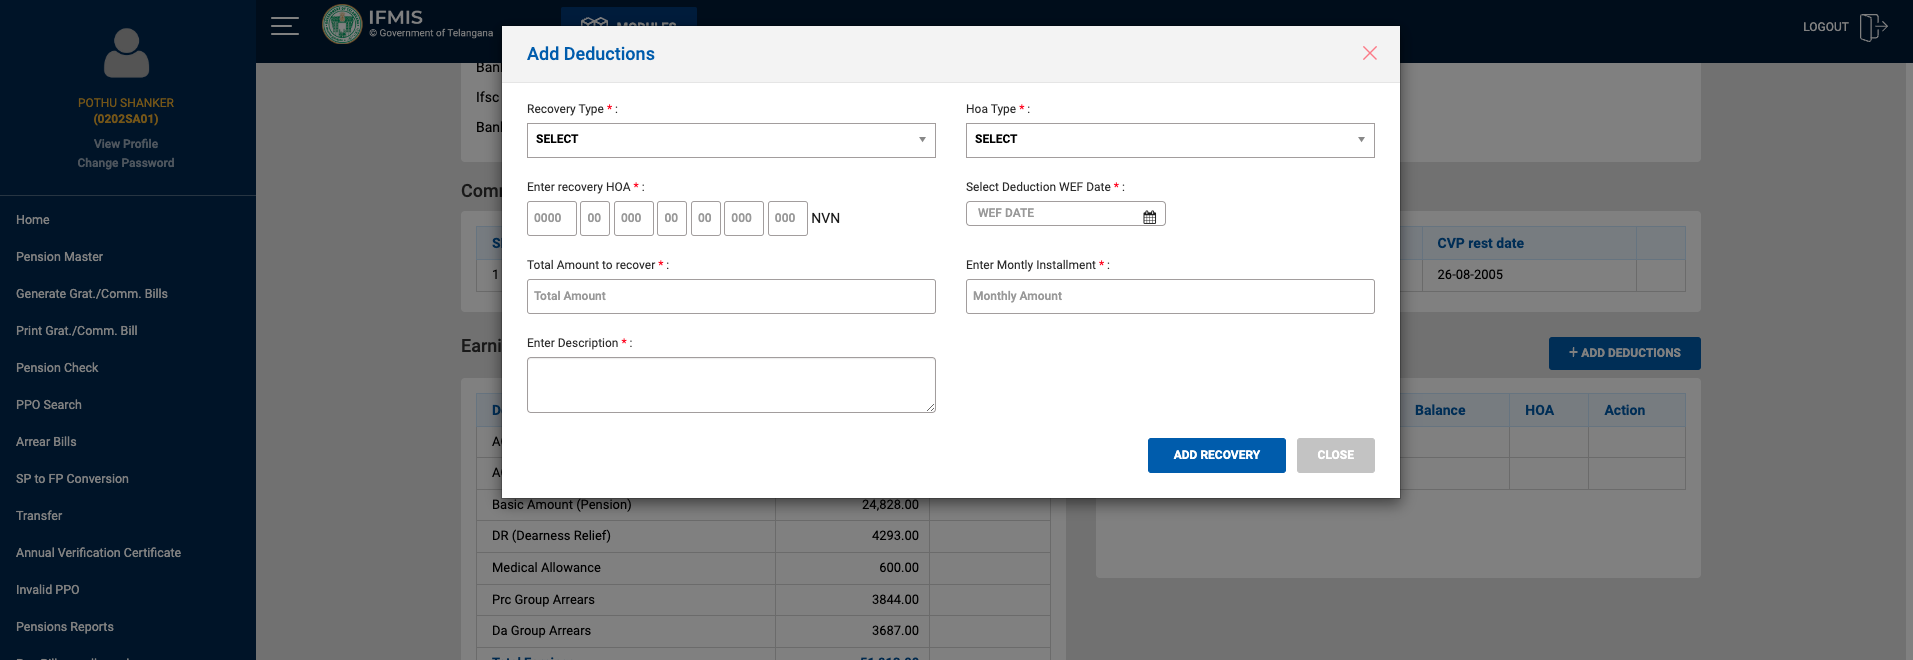 IFMIS
© Government of Telangana
LOGOUT
POTHU SHANKER
(0202SA01)
View Profile
Change Password
Home
Pension Master
Generate Grat./Comm. Bills
Print Grat./Comm. Bill
Pension Check
PPO Search
Arrear Bills
SP to FP Conversion
Transfer
Annual Verification Certificate
Invalid PPO
Pensions Reports
Add Deductions
Recovery Type * :
Hoa Type * :
SELECT
SELECT
Enter recovery HOA * :
Select Deduction WEF Date * :
0000 00 000 00 00 000 000 NVN
WEF DATE
Total Amount to recover * :
Enter Montly Installment * :
Total Amount
Monthly Amount
Enter Description * :
ADD RECOVERY
CLOSE
Ifsc
CVP rest date
1
26-08-2005
+ ADD DEDUCTIONS
Balance HOA Action
Basic Amount (Pension) 24,828.00
DR (Dearness Relief) 4293.00
Medical Allowance 600.00
Prc Group Arrears 3844.00
Da Group Arrears 3687.00